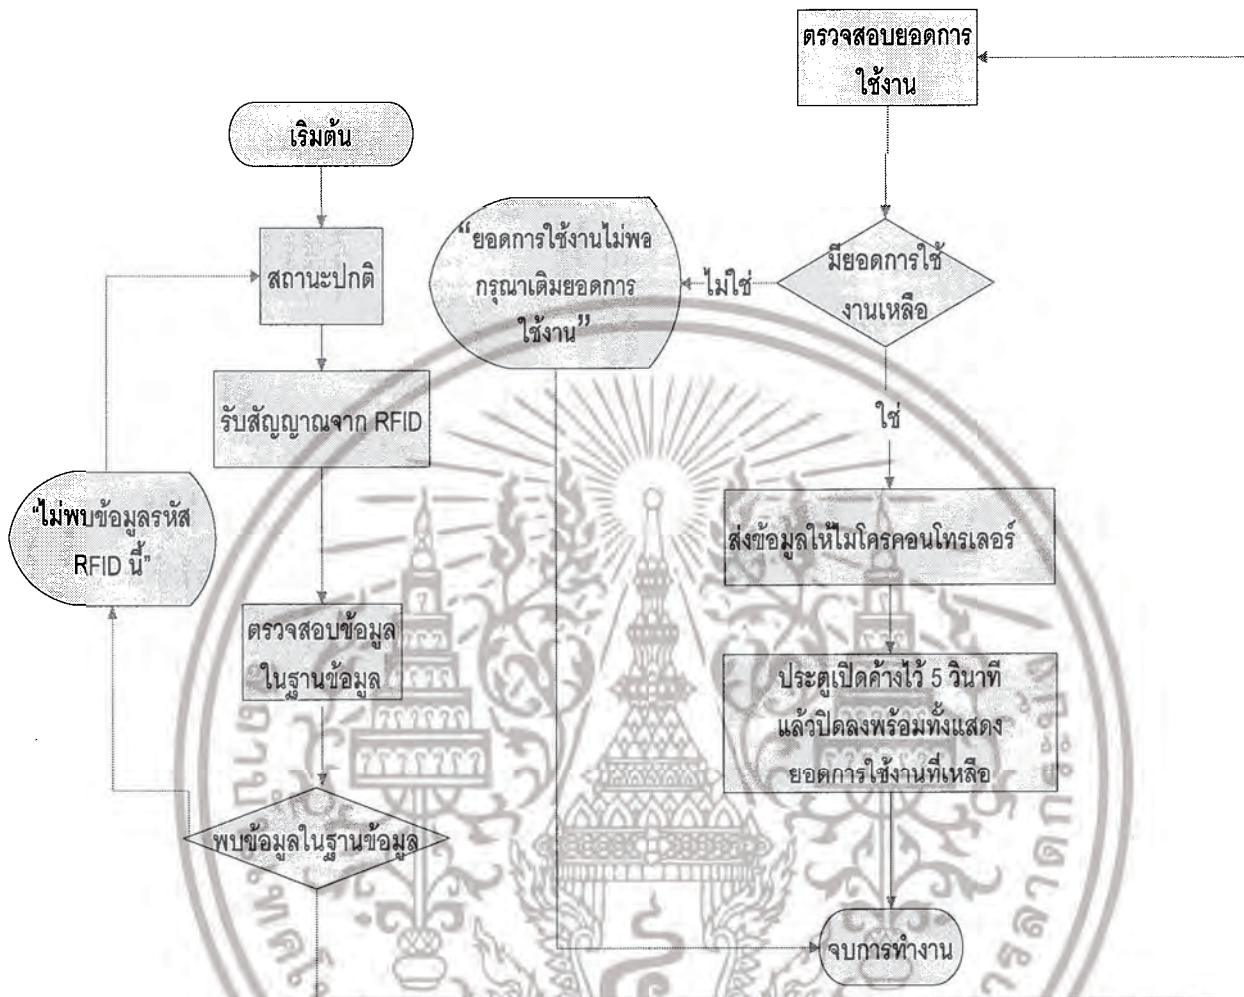 เริ่มต้น
สถานะปกติ
รับสัญญาณจาก RFID
"ไม่พบข้อมูลรหัส
RFID นี้"
ตรวจสอบข้อมูล
ในฐานข้อมูล
พบข้อมูลในฐานข้อมูล
ตรวจสอบยอดการ
ใช้งาน
มียอดการใช้
งานเหลือ
ไม่ใช่
"ยอดการใช้งานไม่พอ
กรุณาเติมยอดการ
ใช้งาน"
ใช่
ส่งข้อมูลให้ไมโครคอนโทรเลอร์
ประตูเปิดค้างไว้ 5 วินาที
แล้วปิดลงพร้อมทั้งแสดง
ยอดการใช้งานที่เหลือ
จบการทำงาน